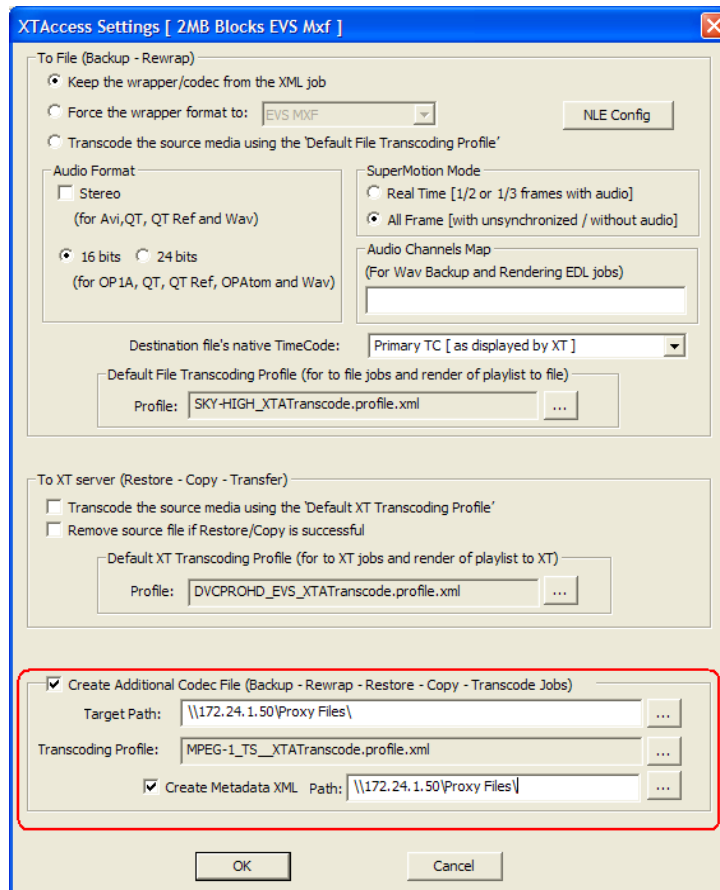 XTAccess Settings [ 2MB Blocks EVS Mxf ]
To File (Backup - Rewrap)
Keep the wrapper/codec from the XML job
Force the wrapper format to: EVS MXF NLE Config
Transcode the source media using the 'Default File Transcoding Profile'
Audio Format
Stereo
(for Avi,QT, QT Ref and Wav)
16 bits 24 bits
(for OP1A, QT, QT Ref, OPAtom and Wav)
SuperMotion Mode
Real Time [1/2 or 1/3 frames with audio]
All Frame [with unsynchronized / without audio]
Audio Channels Map
(For Wav Backup and Rendering EDL jobs)
Destination file's native TimeCode: Primary TC [ as displayed by XT ]
Default File Transcoding Profile (for to file jobs and render of playlist to file)
Profile: SKY-HIGH_XTATranscode.profile.xml ...
To XT server (Restore - Copy - Transfer)
Transcode the source media using the 'Default XT Transcoding Profile'
Remove source file if Restore/Copy is successful
Default XT Transcoding Profile (for to XT jobs and render of playlist to XT)
Profile: DVCPROHD_EVS_XTATranscode.profile.xml ...
Create Additional Codec File (Backup - Rewrap - Restore - Copy - Transcode Jobs)
Target Path: \\172.24.1.50\Proxy Files\ ...
Transcoding Profile: MPEG-1_TS__XTATranscode.profile.xml ...
Create Metadata XML Path: \\172.24.1.50\Proxy Files\ ...
OK Cancel